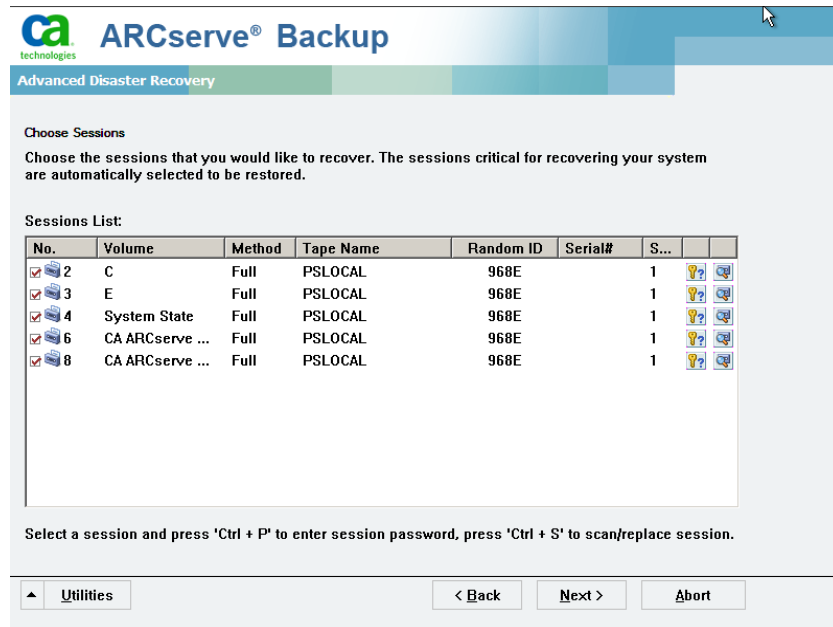 ca technologies
ARCserve® Backup
Advanced Disaster Recovery
Choose Sessions
Choose the sessions that you would like to recover. The sessions critical for recovering your system
are automatically selected to be restored.
Sessions List:
No. Volume Method Tape Name Random ID Serial# S...
2 C Full PSLOCAL 968E 1
3 E Full PSLOCAL 968E 1
4 System State Full PSLOCAL 968E 1
6 CA ARCserve ... Full PSLOCAL 968E 1
8 CA ARCserve ... Full PSLOCAL 968E 1
Select a session and press 'Ctrl + P' to enter session password, press 'Ctrl + S' to scan/replace session.
Utilities < Back Next > Abort